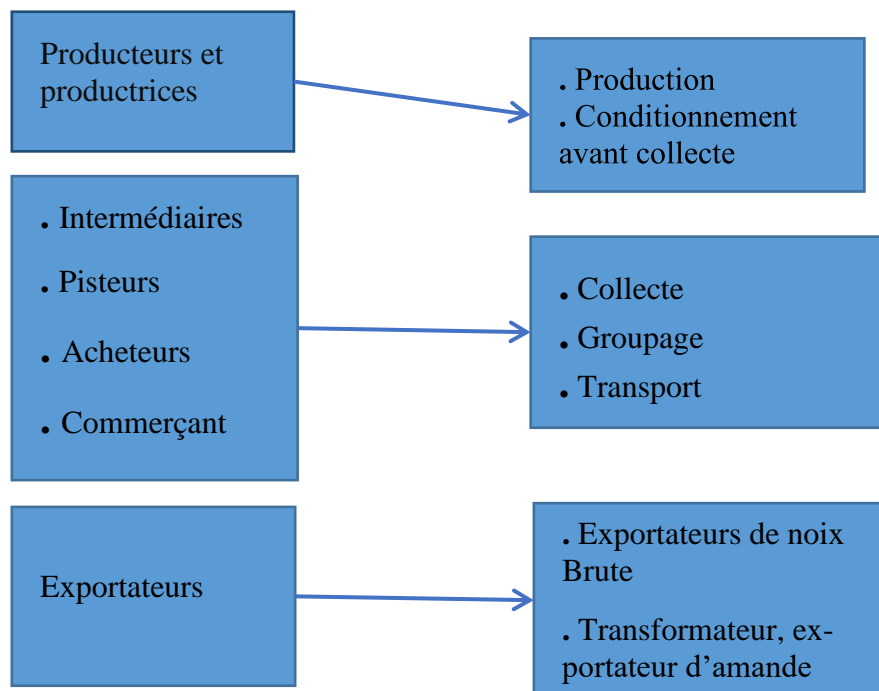 Producteurs et
productrices
. Production
. Conditionnement
avant collecte
. Intermédiaires
. Pisteurs
. Acheteurs
. Commerçant
. Collecte
. Groupage
. Transport
Exportateurs
. Exportateurs de noix
Brute
. Transformateur, ex-
portateur d’amande